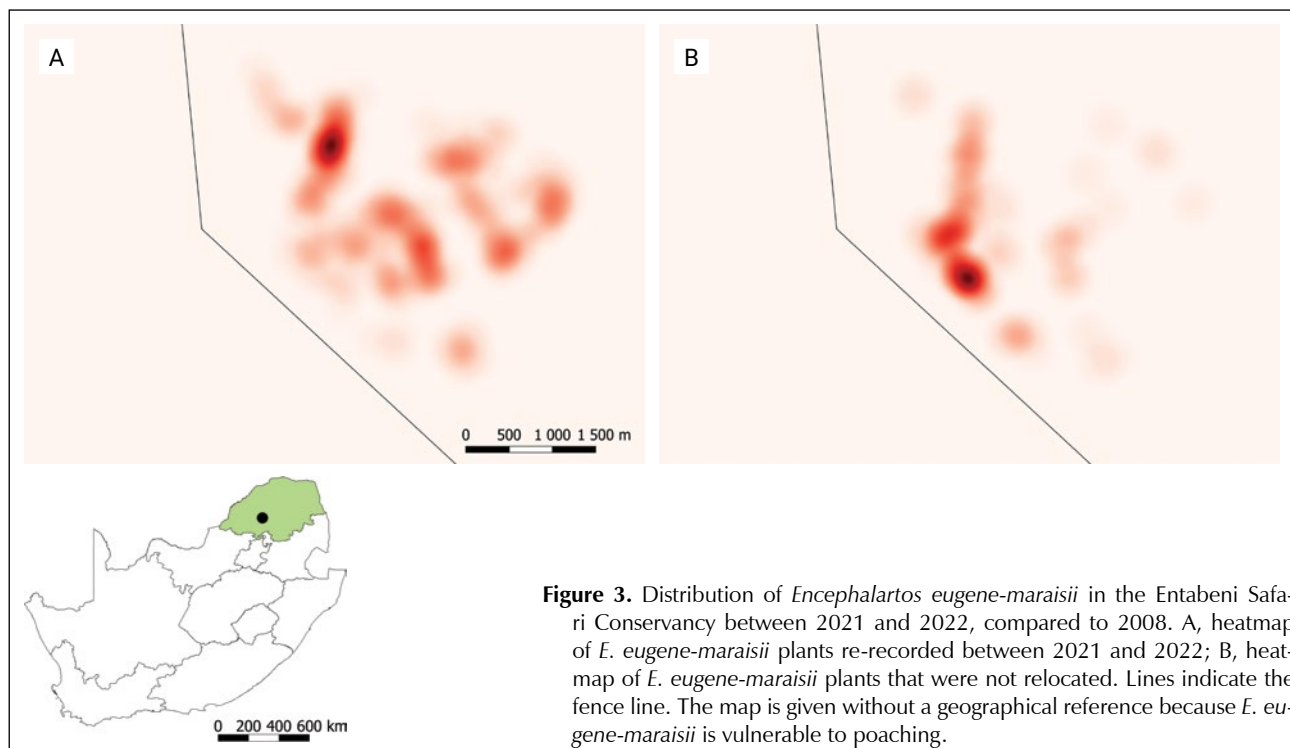 A
B
0 500 1 000 1 500 m
0 200 400 600 km
Figure 3. Distribution of Encephalartos eugene-maraisii in the Entabeni Safa-
ri Conservancy between 2021 and 2022, compared to 2008. A, heatmap
of E. eugene-maraisii plants re-recorded between 2021 and 2022; B, heat-
map of E. eugene-maraisii plants that were not relocated. Lines indicate the
fence line. The map is given without a geographical reference because E. eu-
gene-maraisii is vulnerable to poaching.